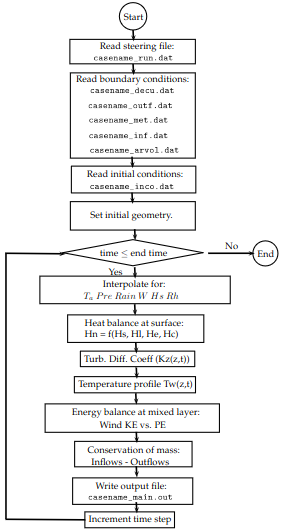 Start
Read steering file:
casename_run.dat
Read boundary conditions:
casename_decu.dat
casename_outf.dat
casename_met.dat
casename_inf.dat
casename_arvol.dat
Read initial conditions:
casename_inco.dat
Set initial geometry.
time ≤ end time
No
End
Yes
Interpolate for:
Ta Pre Rain W Hs Rh
Heat balance at surface:
Hn = f(Hs, Hl, He, Hc)
Turb. Diff. Coeff (Kz(z,t))
Temperature profile Tw(z,t)
Energy balance at mixed layer:
Wind KE vs. PE
Conservation of mass:
Inflows - Outflows
Write output file:
casename_main.out
Increment time step